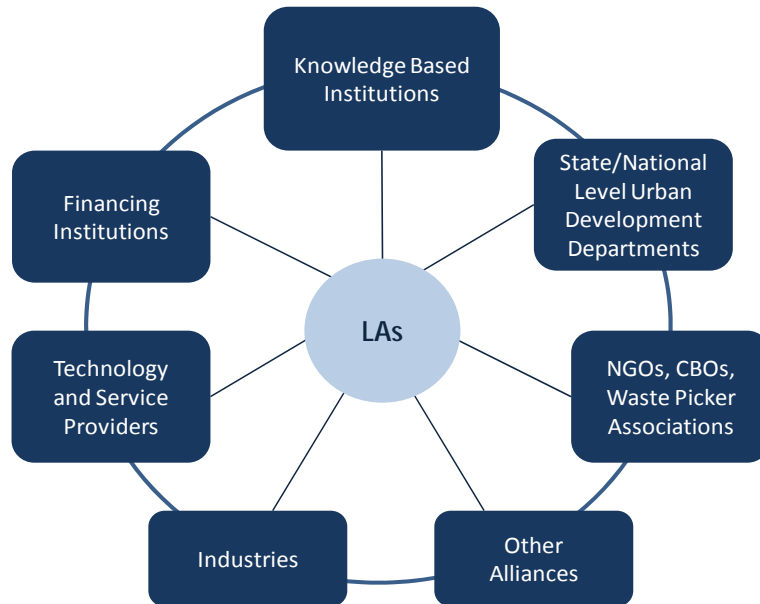 Knowledge Based
Institutions
State/National
Level Urban
Development
Departments
Financing
Institutions
LAs
Technology
and Service
Providers
NGOs, CBOs,
Waste Picker
Associations
Industries
Other
Alliances